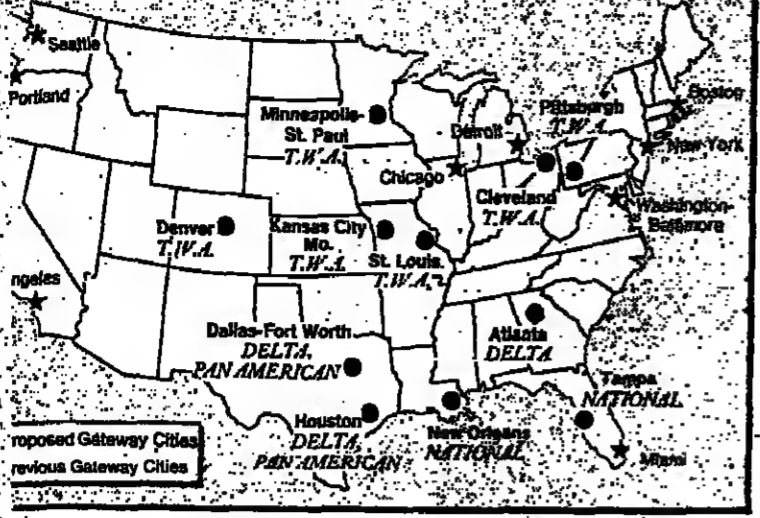 Seattle
Portland
Minneapolis-
St. Paul
T.W.A.
Detroit
Pittsburgh
T.W.A.
Boston
New York
Chicago
Cleveland
T.W.A.
Washington-
Baltimore
Denver
T.W.A.
Kansas City
Mo.
T.W.A.
St. Louis
T.W.A.
ngeles
Dallas-Fort Worth
DELTA,
PAN AMERICAN
Atlanta
DELTA
Tampa
NATIONAL
Houston
DELTA,
PAN AMERICAN
New Orleans
NATIONAL
Miami
roposed Gateway Cities
revious Gateway Cities